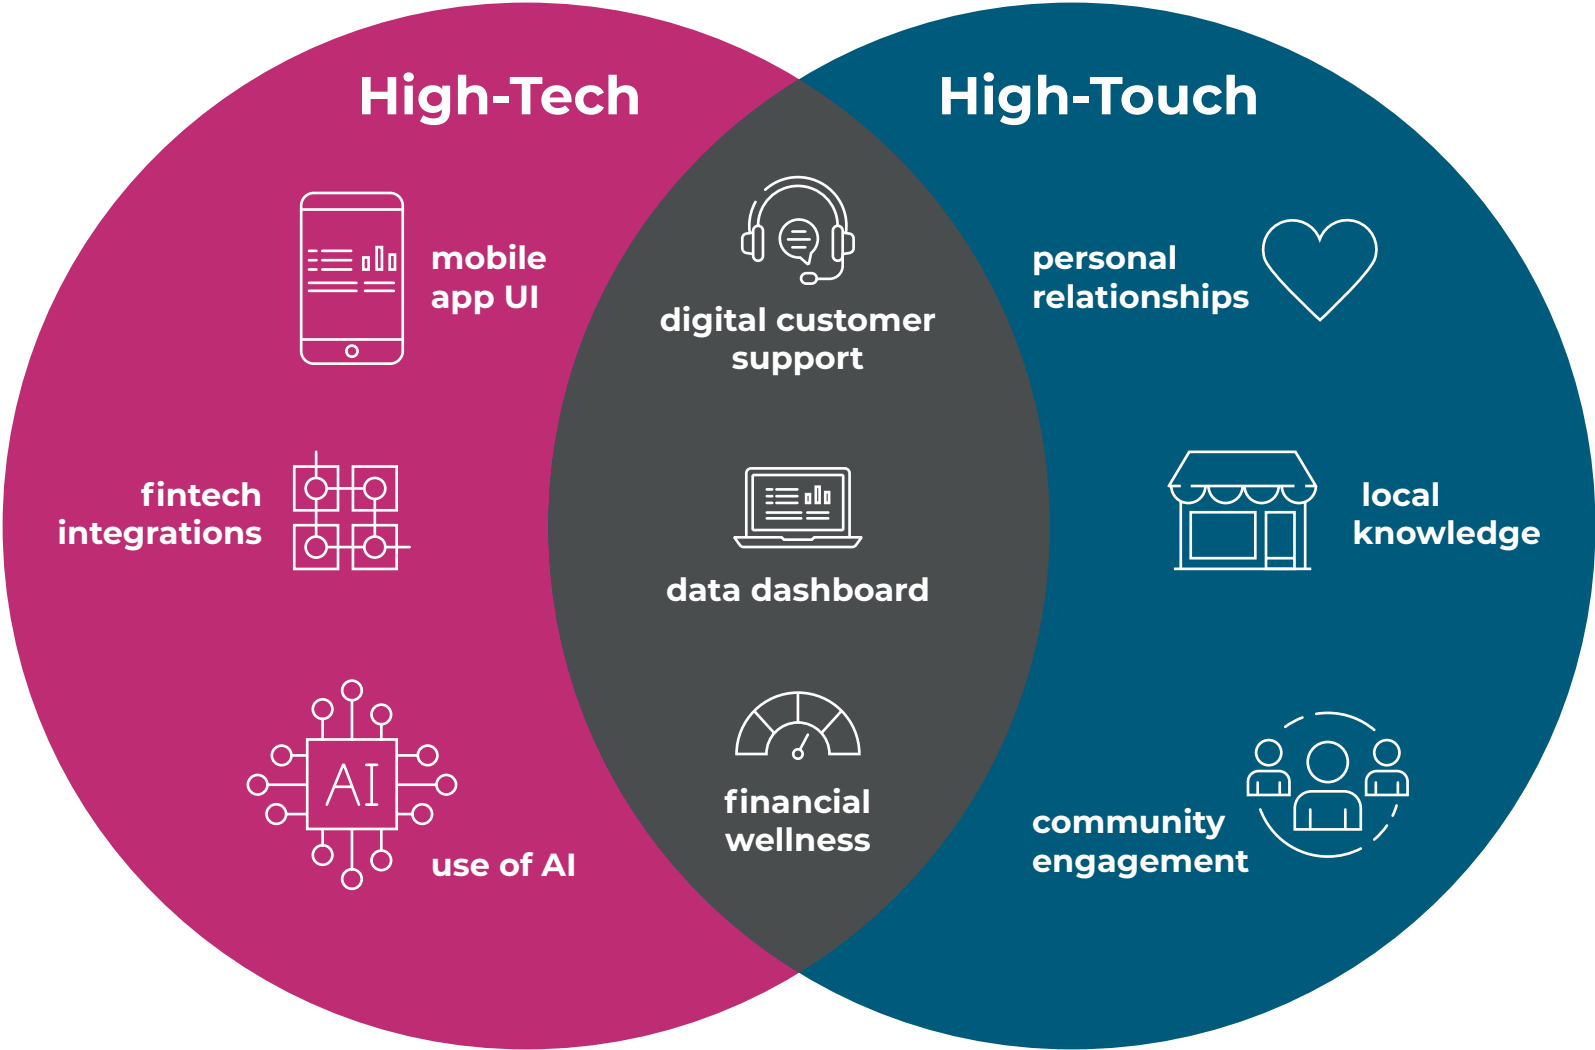 High-Tech
High-Touch
mobile
app UI
fintech
integrations
AI
use of AI
digital customer
support
data dashboard
financial
wellness
personal
relationships
local
knowledge
community
engagement